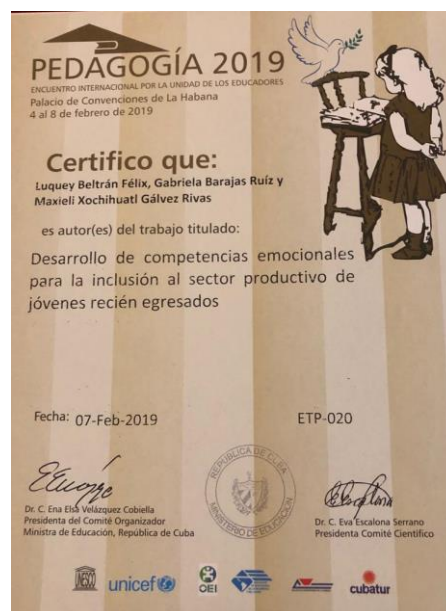 PEDAGOGÍA 2019
ENCUENTRO INTERNACIONAL POR LA UNIDAD DE LOS EDUCADORES
Palacio de Convenciones de La Habana
4 al 8 de febrero de 2019
Certifico que:
Luquey Beltrán Félix, Gabriela Barajas Ruíz y
Maxieli Xochihuatl Gálvez Rivas
es autor(es) del trabajo titulado:
Desarrollo de competencias emocionales
para la inclusión al sector productivo de
jóvenes recién egresados
Fecha: 07-Feb-2019 ETP-020
REPÚBLICA DE CUBA
MINISTERIO DE EDUCACIÓN
Dr. C. Ena Elsa Velázquez Cobiella
Presidenta del Comité Organizador
Ministra de Educación, República de Cuba
Dr. C. Eva Escalona Serrano
Presidenta Comité Científico
UNESCO unicef OEI cubatur